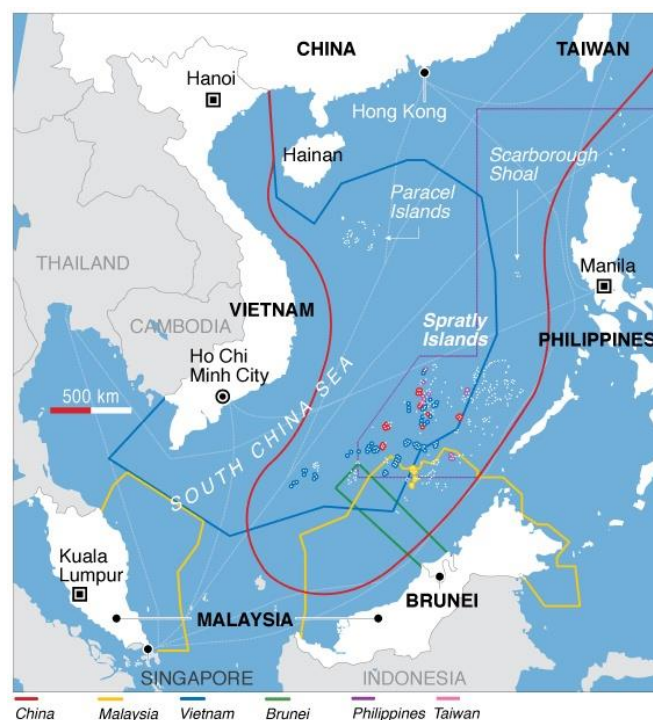 CHINA
TAIWAN
Hanoi
Hong Kong
Hainan
Scarborough
Shoal
Paracel
Islands
THAILAND
Manila
VIETNAM
CAMBODIA
Spratly
Islands
PHILIPPINES
Ho Chi
Minh City
500 km
SOUTH CHINA SEA
Kuala
Lumpur
BRUNEI
MALAYSIA
SINGAPORE
INDONESIA
China
Malaysia
Vietnam
Brunei
Philippines
Taiwan